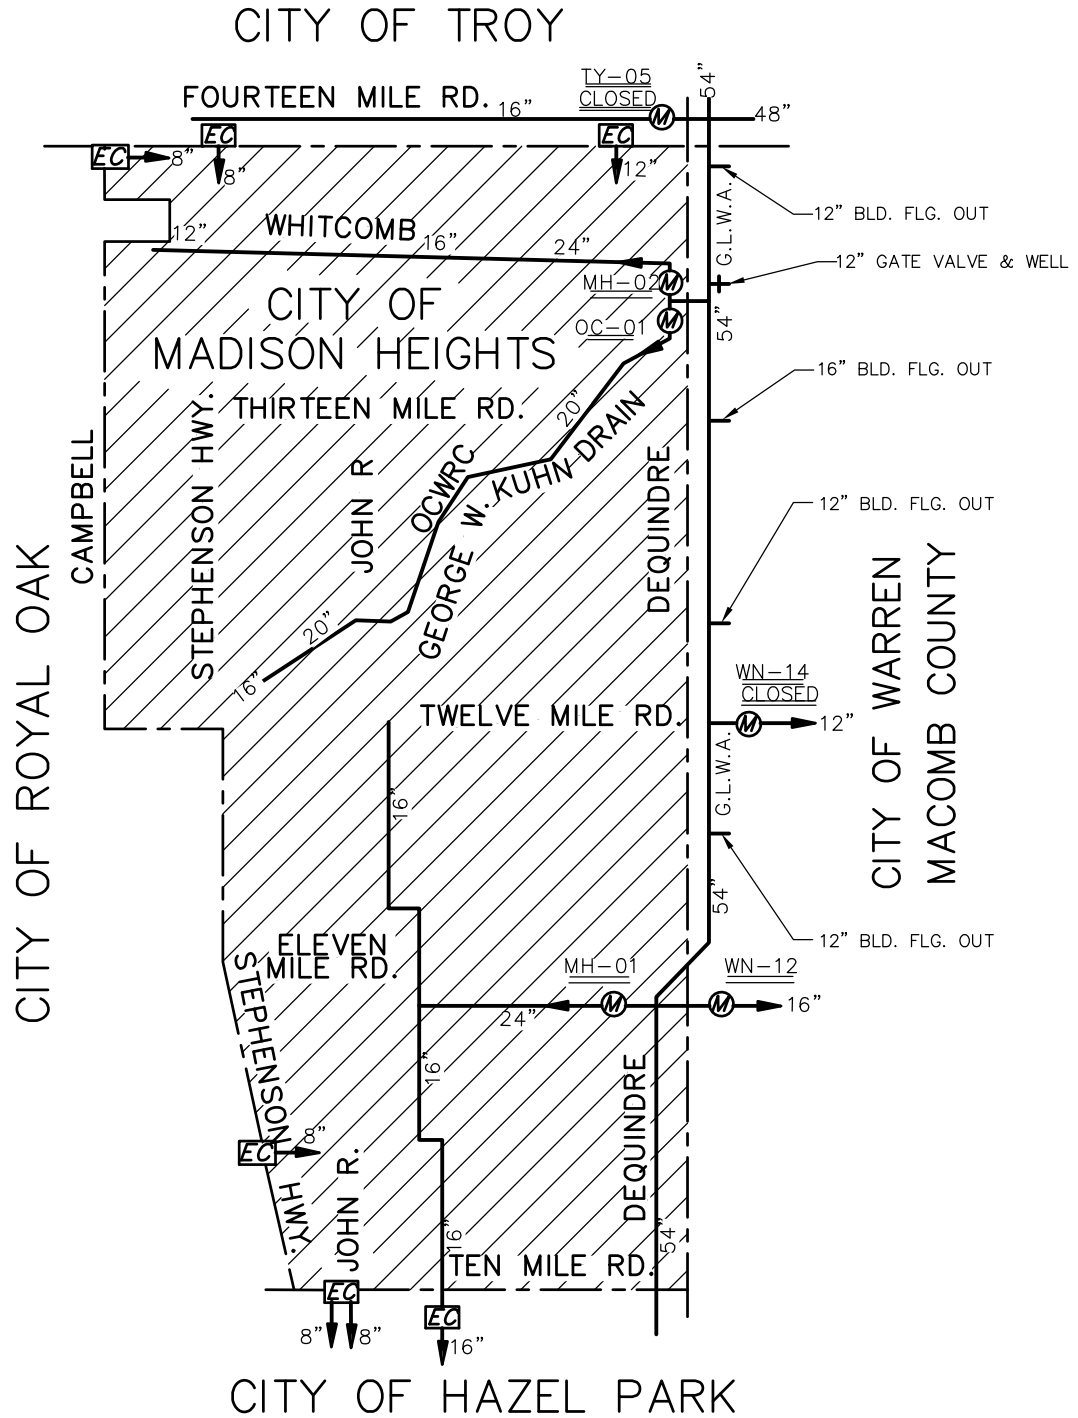 CITY OF TROY
54"
TY-05
CLOSED
FOURTEEN MILE RD.
16"
M
48"
EC
8"
EC
8"
EC
12"
G.L.W.A.
12" BLD. FLG. OUT
12"
WHITCOMB
16"
24"
12" GATE VALVE & WELL
MH-02
M
CITY OF
MADISON HEIGHTS
OC-01
M
54"
16" BLD. FLG. OUT
THIRTEEN MILE RD.
20"
STEPHENSON HWY.
CAMPBELL
JOHN R
OCWRC
GEORGE W. KUHN DRAIN
DEQUINDRE
12" BLD. FLG. OUT
CITY OF ROYAL OAK
CITY OF WARREN
MACOMB COUNTY
20"
16"
WN-14
CLOSED
TWELVE MILE RD.
M
12"
G.L.W.A.
16"
54"
12" BLD. FLG. OUT
ELEVEN
MILE RD.
MH-01
WN-12
M
M
24"
16"
STEPHENSON HWY.
16"
DEQUINDRE
EC
8"
JOHN R.
16"
54"
TEN MILE RD.
EC
8"
8"
EC
16"
CITY OF HAZEL PARK